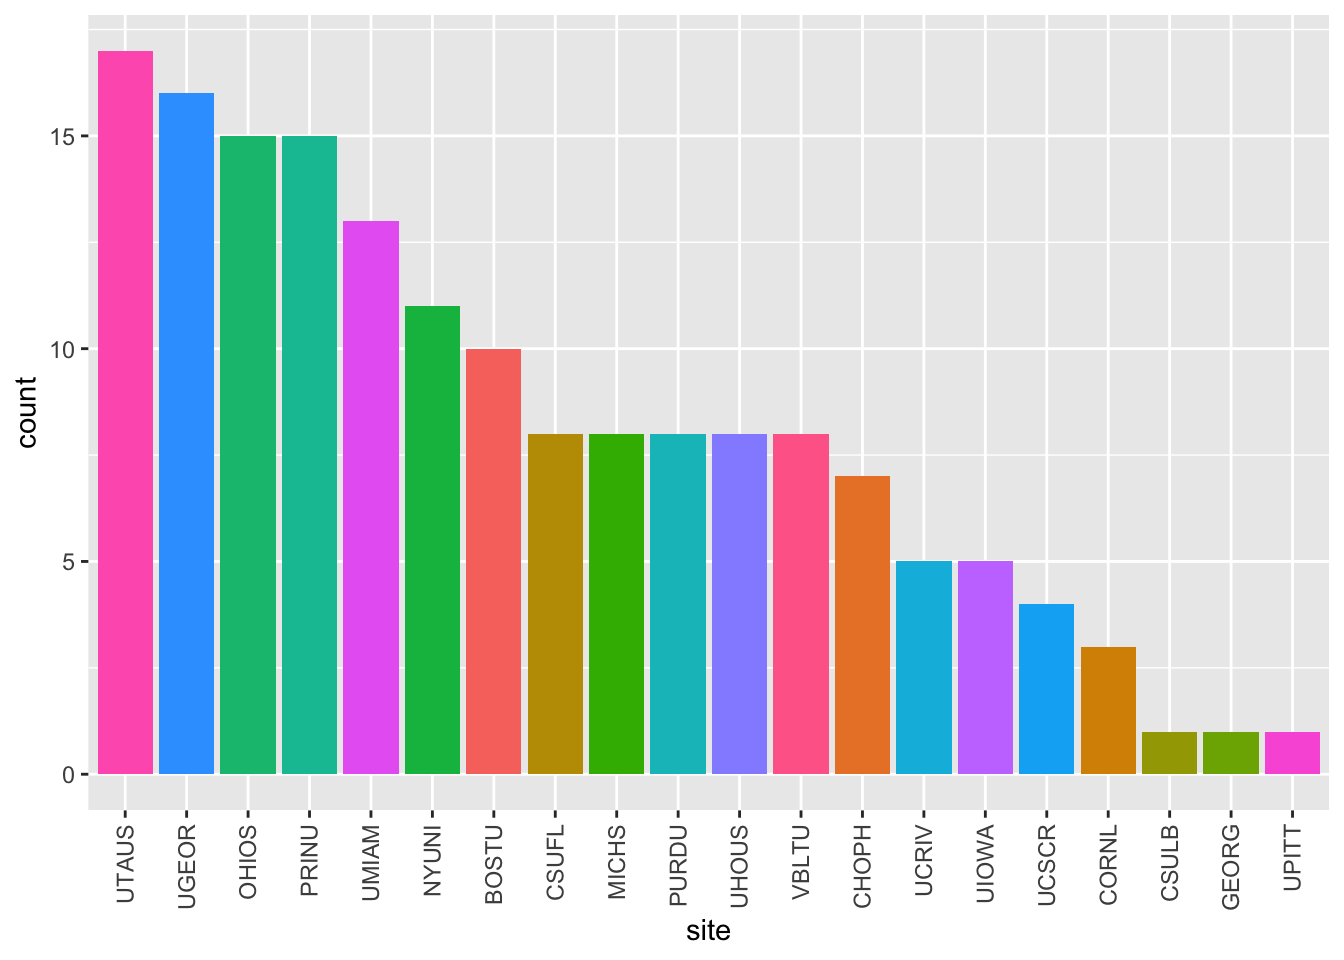 count
15
10
5
0
UTAUS
UGEOR
OHIOS
PRINU
UMIAM
NYUNI
BOSTU
CSUFL
MICHS
PURDU
UHOUS
VBLTU
CHOPH
UCRIV
UIOWA
UCSCR
CORNL
CSULB
GEORG
UPITT
site